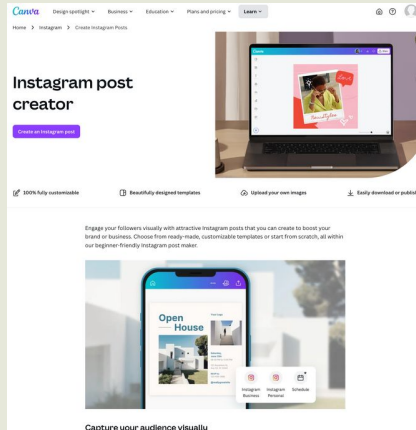 Canva Design spotlight Business Education Plans and pricing Learn
Home > Instagram > Create Instagram Posts
Instagram post
creator
Create an Instagram post
100% fully customizable Beautifully designed templates Upload your own images Easily download or publish
Engage your followers visually with attractive Instagram posts that you can create to boost your
brand or business. Choose from ready-made, customizable templates or start from scratch, all within
our beginner-friendly Instagram post maker.
Open
House
Instagram Business
Instagram Personal
Schedule
Capture your audience visually